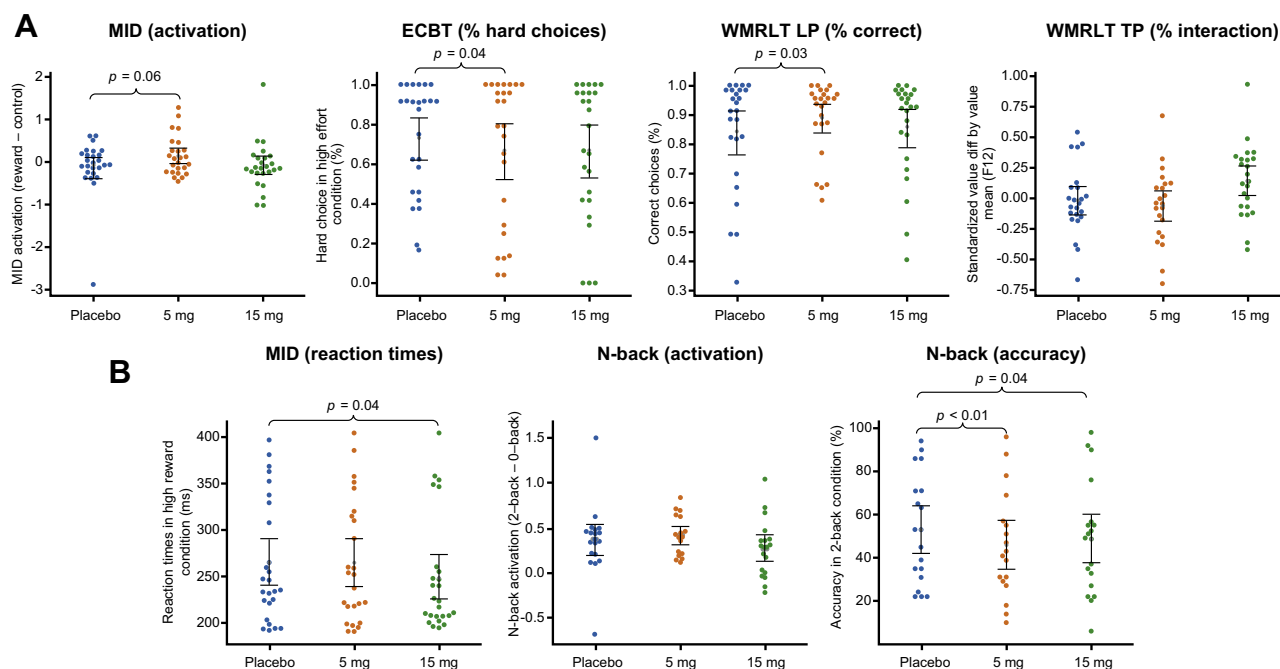 A
MID (activation)
ECBT (% hard choices)
WMRLT LP (% correct)
WMRLT TP (% interaction)
p = 0.06
p = 0.04
p = 0.03
MID activation (reward – control)
2
1
0
-1
-2
-3
Placebo
5 mg
15 mg
Hard choice in high effort
condition (%)
1.0
0.8
0.6
0.4
0.2
0.0
Placebo
5 mg
15 mg
Correct choices (%)
1.0
0.9
0.8
0.7
0.6
0.5
0.4
0.3
Placebo
5 mg
15 mg
Standardized value diff by value
mean (F12)
1.00
0.75
0.50
0.25
0.00
-0.25
-0.50
-0.75
Placebo
5 mg
15 mg
B
MID (reaction times)
N-back (activation)
N-back (accuracy)
p = 0.04
p = 0.04
p < 0.01
Reaction times in high reward
condition (ms)
400
350
300
250
200
Placebo
5 mg
15 mg
N-back activation (2–back – 0–back)
1.5
1.0
0.5
0.0
-0.5
Placebo
5 mg
15 mg
Accuracy in 2-back condition (%)
100
80
60
40
20
Placebo
5 mg
15 mg